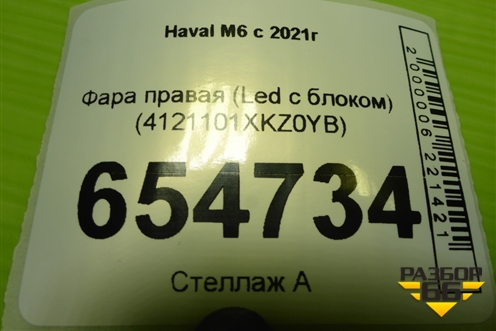 Haval M6 с 2021г
Фара правая (Led с блоком)
(4121101XKZ0YB)
654734
Стеллаж А
2000006221421
РАЗБОР
66